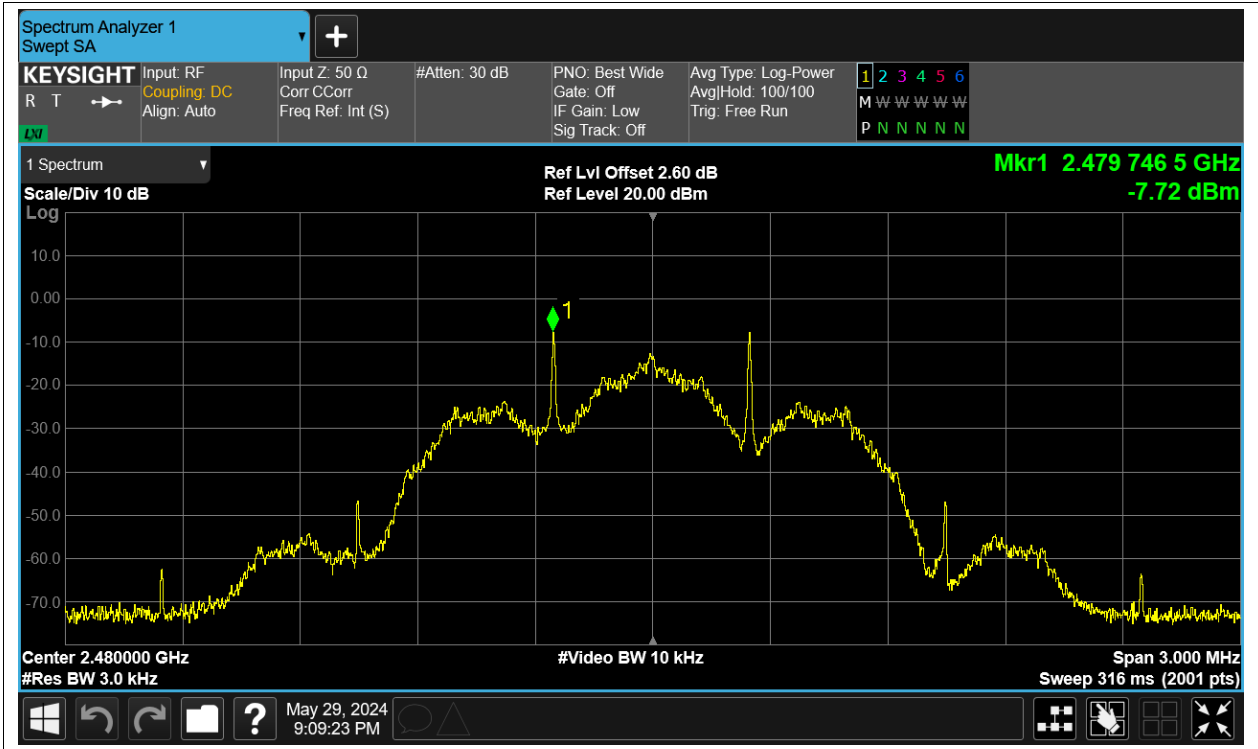 Spectrum Analyzer 1
Swept SA
+
KEYSIGHT
R T
LXI
Input: RF
Coupling: DC
Align: Auto
Input Z: 50 Ω
Corr CCorr
Freq Ref: Int (S)
#Atten: 30 dB
PNO: Best Wide
Gate: Off
IF Gain: Low
Sig Track: Off
Avg Type: Log-Power
Avg|Hold: 100/100
Trig: Free Run
1 2 3 4 5 6
M W W W W W
P N N N N N
1 Spectrum
Scale/Div 10 dB
Log
Ref Lvl Offset 2.60 dB
Ref Level 20.00 dBm
Mkr1 2.479 746 5 GHz
-7.72 dBm
10.0
0.00
-10.0
-20.0
-30.0
-40.0
-50.0
-60.0
-70.0
1
Center 2.480000 GHz
#Res BW 3.0 kHz
#Video BW 10 kHz
Span 3.000 MHz
Sweep 316 ms (2001 pts)
?
May 29, 2024
9:09:23 PM